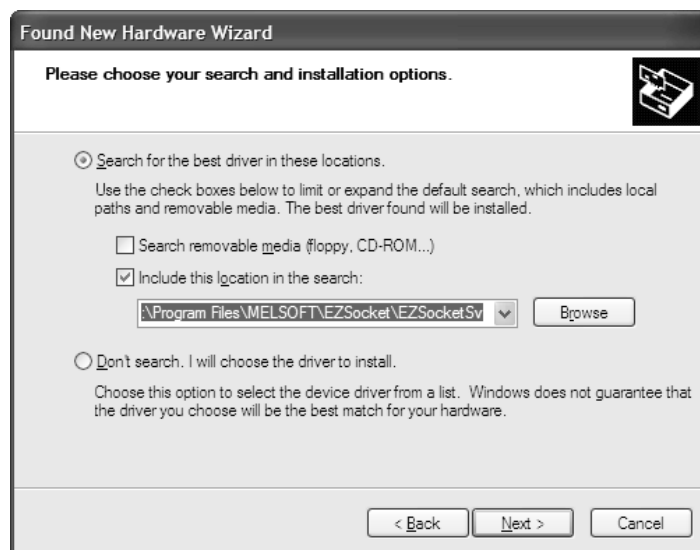 Found New Hardware Wizard
Please choose your search and installation options.
Search for the best driver in these locations.
Use the check boxes below to limit or expand the default search, which includes local
paths and removable media. The best driver found will be installed.
Search removable media (floppy, CD-ROM...)
Include this location in the search:
:\Program Files\MELSOFT\EZSocket\EZSocketSv
Browse
Don't search. I will choose the driver to install.
Choose this option to select the device driver from a list. Windows does not guarantee that
the driver you choose will be the best match for your hardware.
< Back
Next >
Cancel